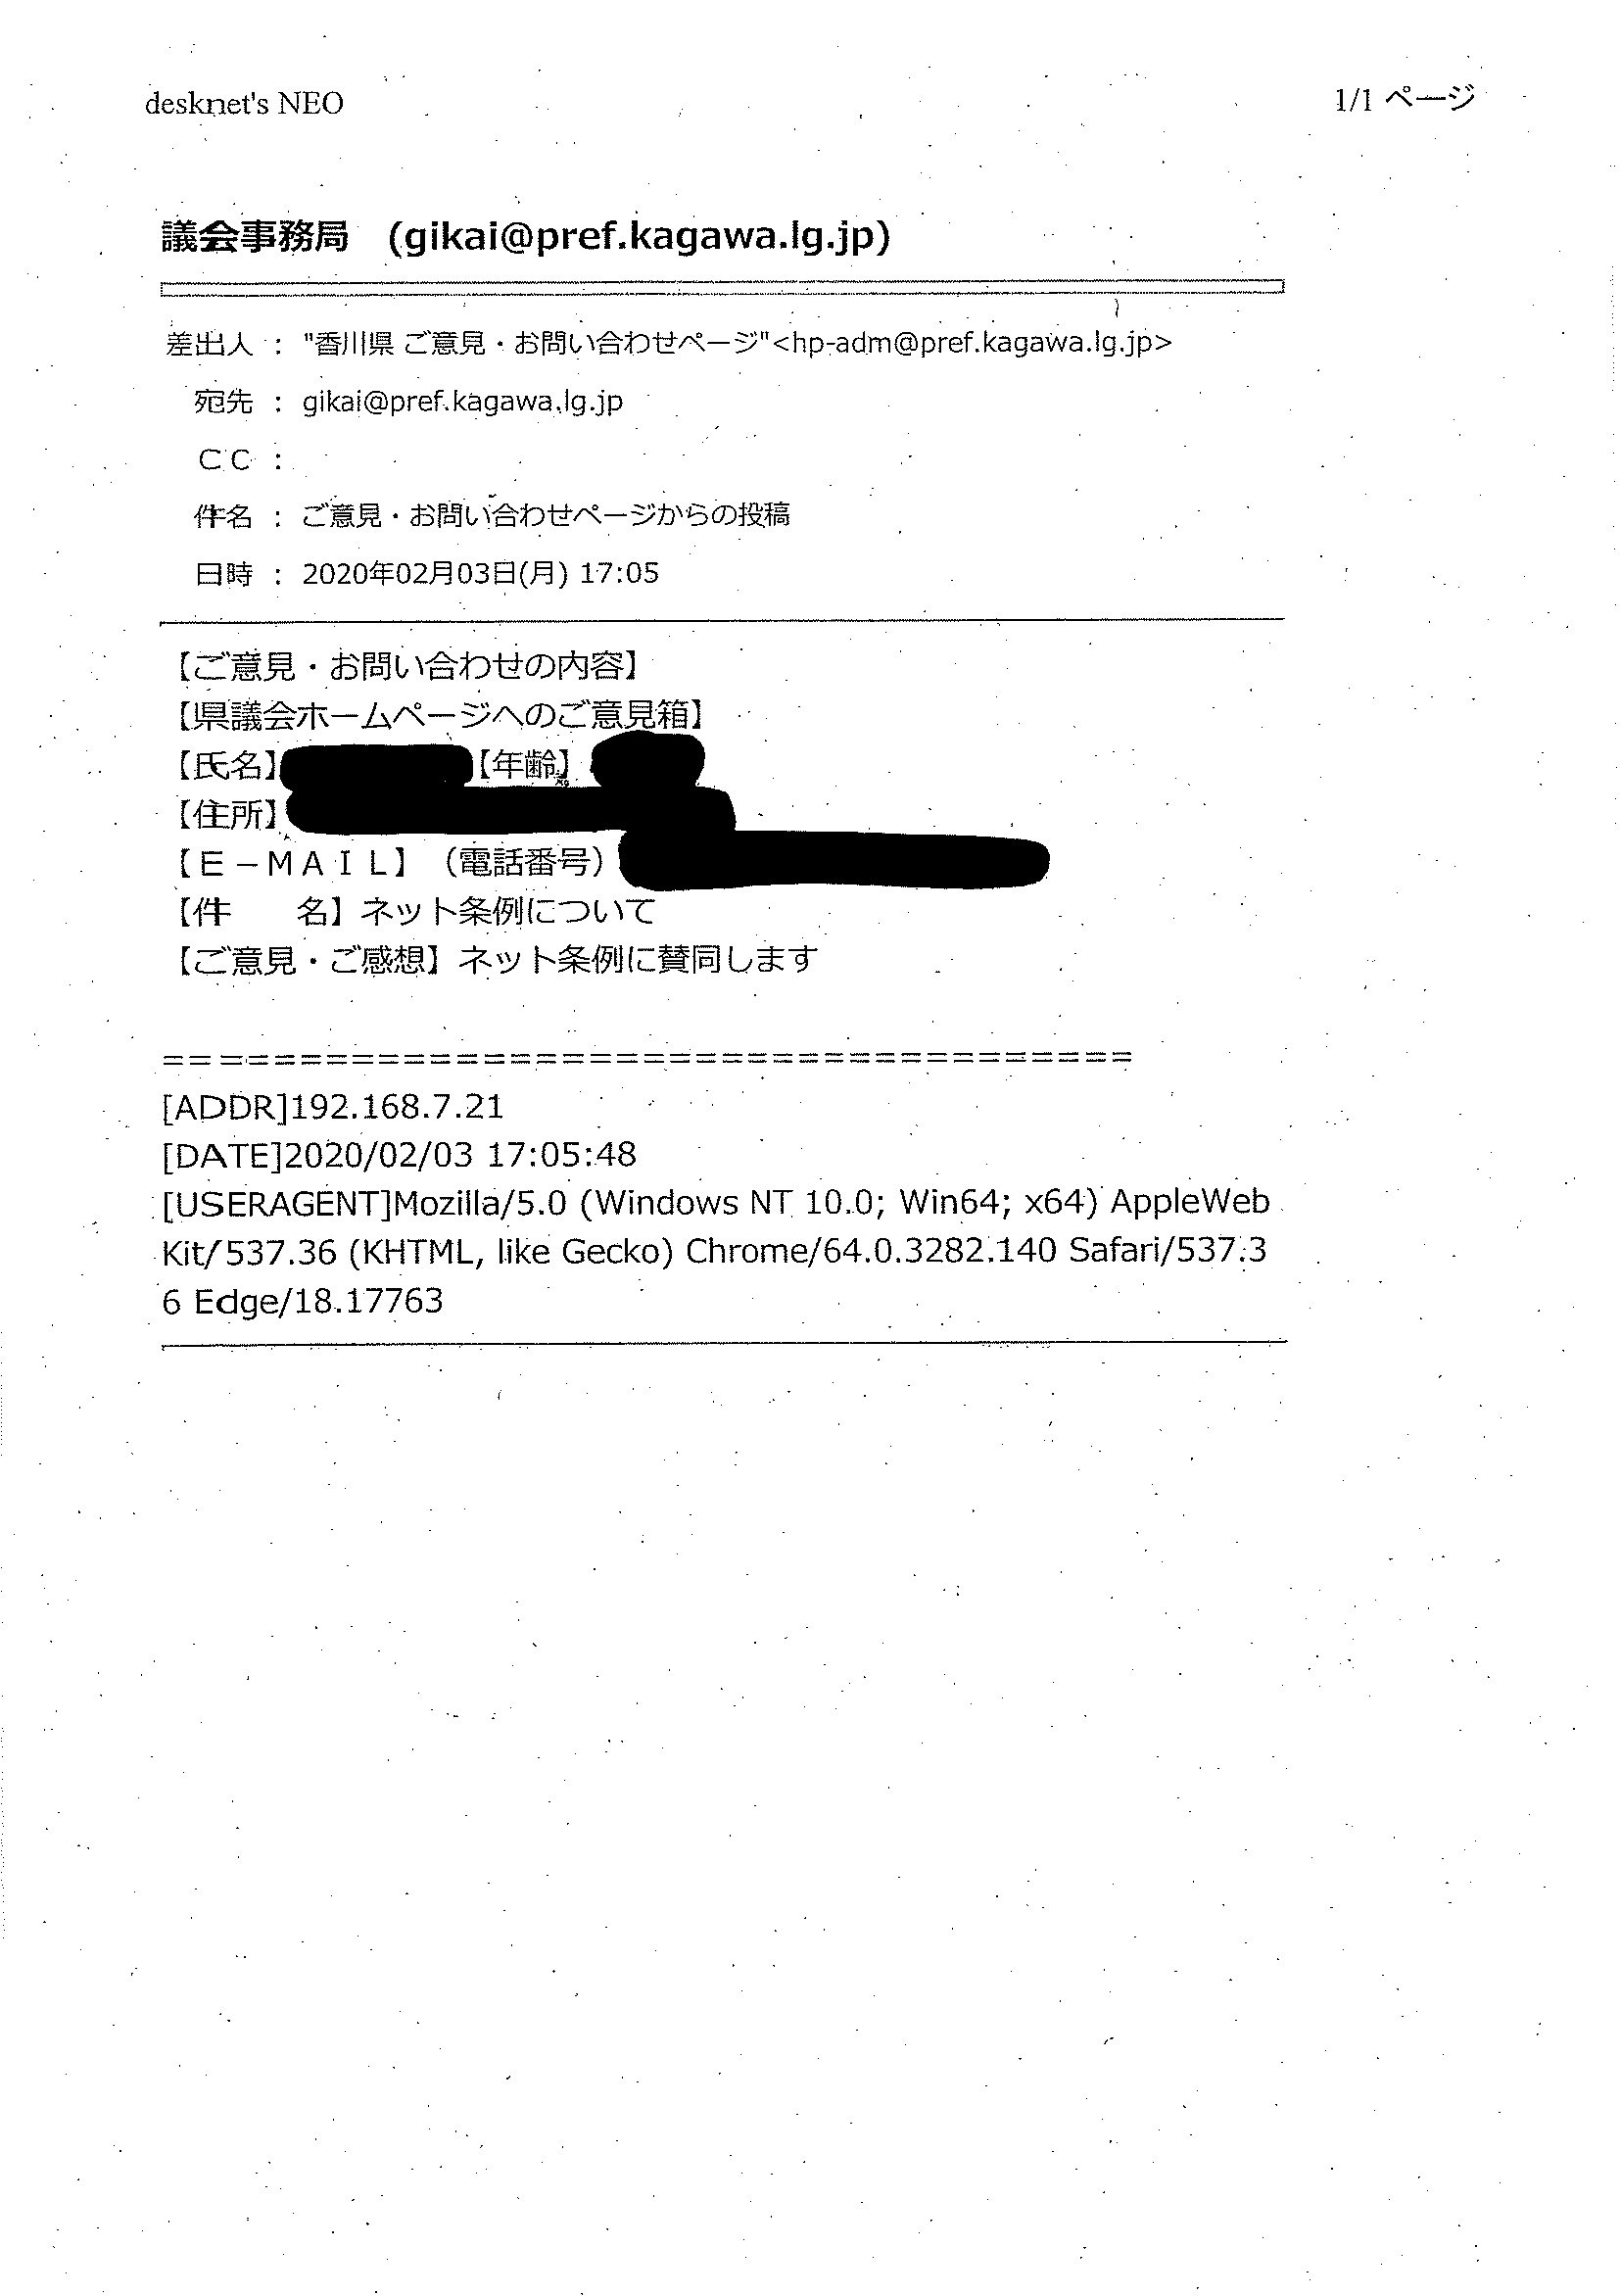 desknet's NEO
1/1 ページ
議会事務局　(gikai@pref.kagawa.lg.jp)
差出人 : "香川県 ご意見・お問い合わせページ"<hp-adm@pref.kagawa.lg.jp>
宛先 : gikai@pref.kagawa.lg.jp
ＣＣ :
件名 : ご意見・お問い合わせページからの投稿
日時 : 2020年02月03日(月) 17:05
【ご意見・お問い合わせの内容】
【県議会ホームページへのご意見箱】
【氏名】【年齢】
【住所】
【Ｅ－ＭＡＩＬ】（電話番号）
【件　　名】ネット条例について
【ご意見・ご感想】ネット条例に賛同します
=====================================
[ADDR]192.168.7.21
[DATE]2020/02/03 17:05:48
[USERAGENT]Mozilla/5.0 (Windows NT 10.0; Win64; x64) AppleWeb
Kit/537.36 (KHTML, like Gecko) Chrome/64.0.3282.140 Safari/537.3
6 Edge/18.17763